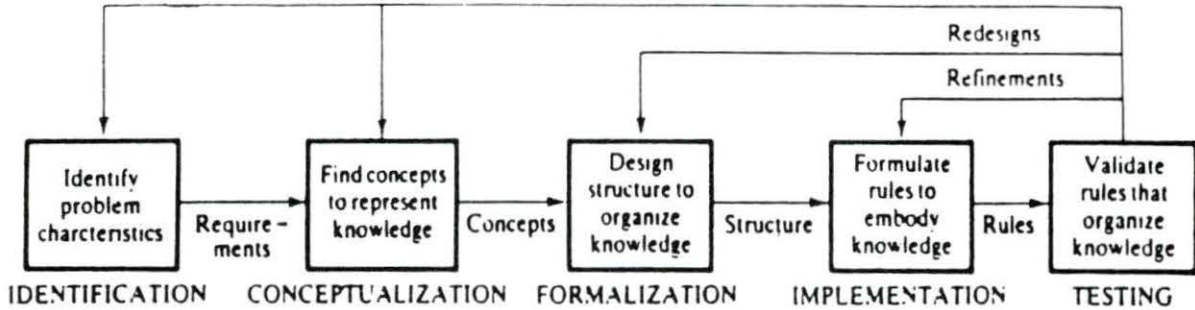 Redesigns
Refinements
Identify
problem
charcteristics
Require-
ments
Find concepts
to represent
knowledge
Concepts
Design
structure to
organize
knowledge
Structure
Formulate
rules to
embody
knowledge
Rules
Validate
rules that
organize
knowledge
IDENTIFICATION
CONCEPTUALIZATION
FORMALIZATION
IMPLEMENTATION
TESTING